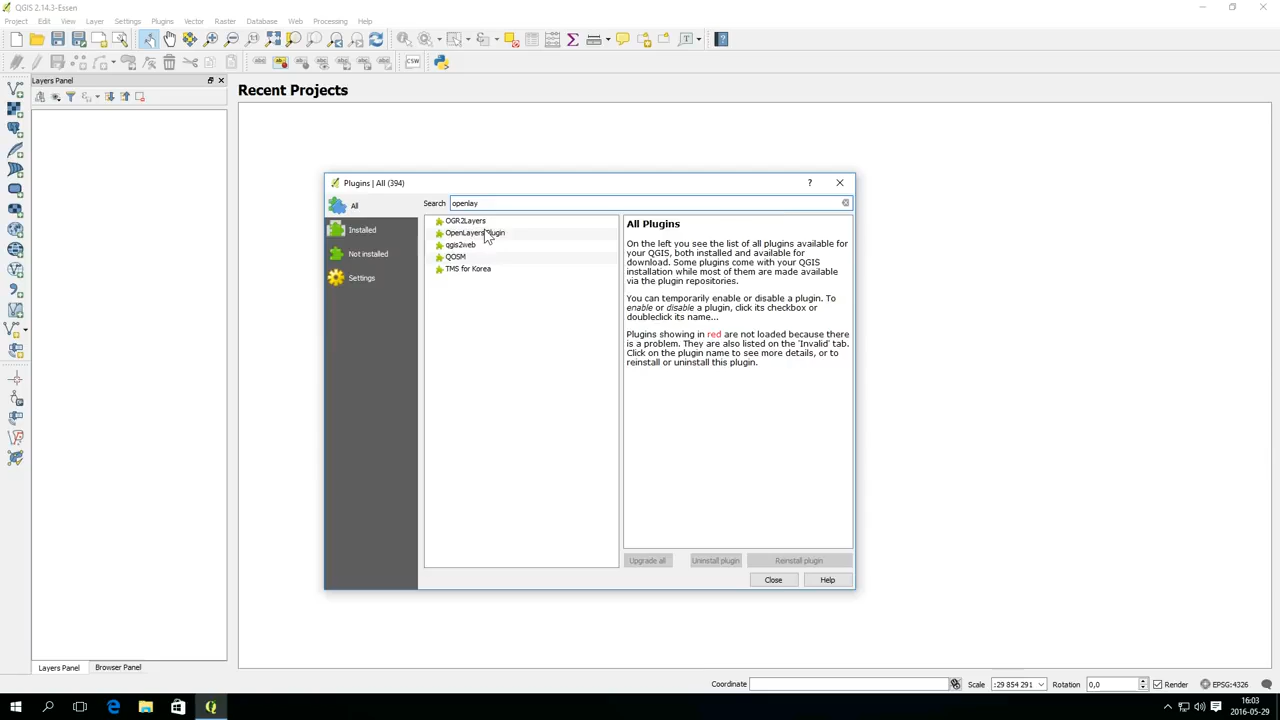 QGIS 2.14.3-Essen
Project Edit View Layer Settings Plugins Vector Raster Database Web Processing Help
CSW
Layers Panel
Recent Projects
Plugins | All (394)
All
Installed
Not installed
Settings
Search openlay
OGR2Layers
OpenLayers Plugin
qgis2web
QOSM
TMS for Korea
All Plugins
On the left you see the list of all plugins available for
your QGIS, both installed and available for
download. Some plugins come with your QGIS
installation while most of them are made available
via the plugin repositories.
You can temporarily enable or disable a plugin. To
enable or disable a plugin, click its checkbox or
doubleclick its name...
Plugins showing in red are not loaded because there
is a problem. They are also listed on the 'Invalid' tab.
Click on the plugin name to see more details, or to
reinstall or uninstall this plugin.
Upgrade all Uninstall plugin Reinstall plugin
Close Help
Layers Panel Browser Panel
Coordinate Scale :29 854 291 Rotation 0,0 Render EPSG:4326
16:03
2016-05-29